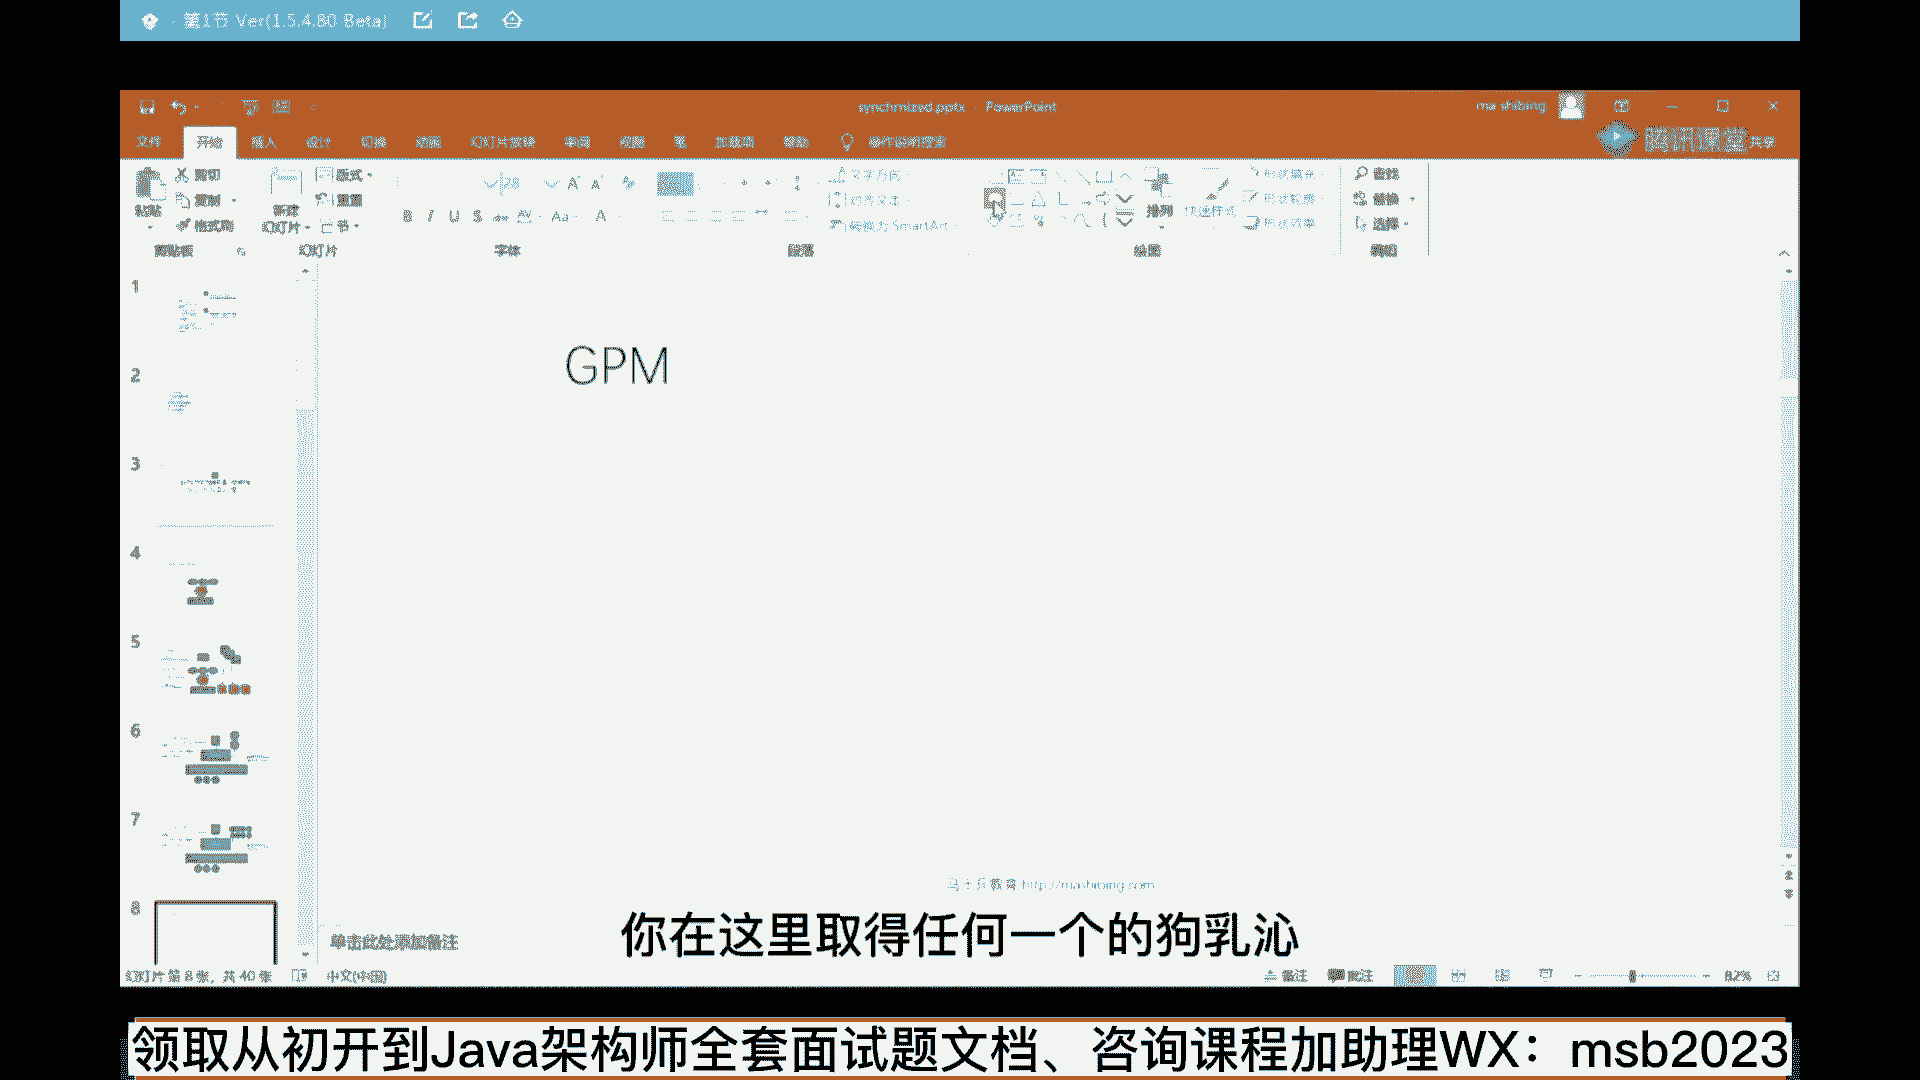 第1节 Ver(1.5.4.80 Beta)
synchrnized.pptx - PowerPoint
ma shibing
文件 开始 插入 设计 切换 动画 幻灯片放映 审阅 视图 笔 加载项 帮助 操作说明搜索
腾讯课堂 共享
剪切 版式 28 文字方向 形状填充 查找
粘贴 复制 新建 重置 对齐文本 排列 快速样式 形状轮廓 替换
格式刷 幻灯片 节 B I U S AV Aa A 转换为 SmartArt 形状效果 选择
剪贴板 幻灯片 字体 段落 绘图 编辑
1
2
3
4
5
6
7
8
GPM
马士兵教育 http://mashibing.com
你在这里取得任何一个的狗乳沁
单击此处添加备注
幻灯片 第 8 张，共 40 张 中文(中国) 备注 批注 82%
领取从初开到Java架构师全套面试题文档、咨询课程加助理WX：msb2023